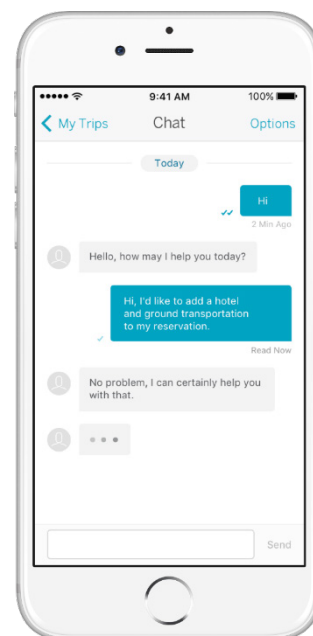 9:41 AM
100%
My Trips
Chat
Options
Today
Hi
2 Min Ago
Hello, how may I help you today?
Hi, I'd like to add a hotel
and ground transportation
to my reservation.
Read Now
No problem, I can certainly help you
with that.
Send